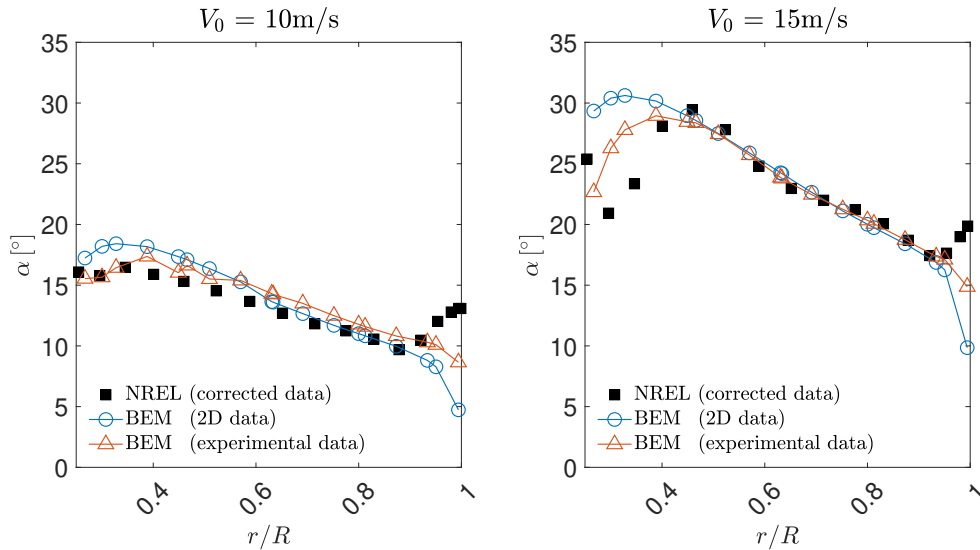 V₀ = 10m/s
35
30
25
20
15
10
5
0
α [°]
NREL (corrected data)
BEM (2D data)
BEM (experimental data)
0.4
0.6
0.8
1
r/R
V₀ = 15m/s
35
30
25
20
15
10
5
0
α [°]
NREL (corrected data)
BEM (2D data)
BEM (experimental data)
0.4
0.6
0.8
1
r/R